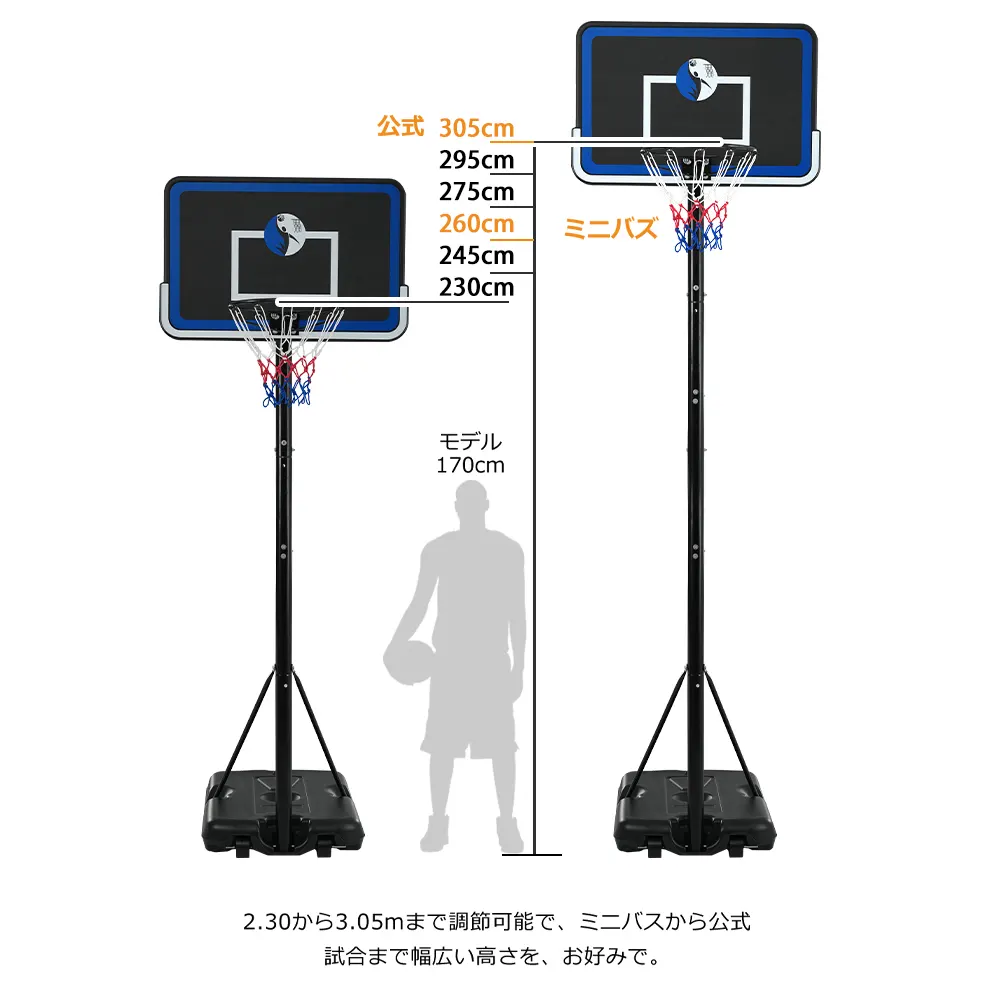 公式 305cm
295cm
275cm
260cm ミニバズ
245cm
230cm
モデル
170cm
2.30から3.05mまで調節可能で、ミニバスから公式
試合まで幅広い高さを、お好みで。